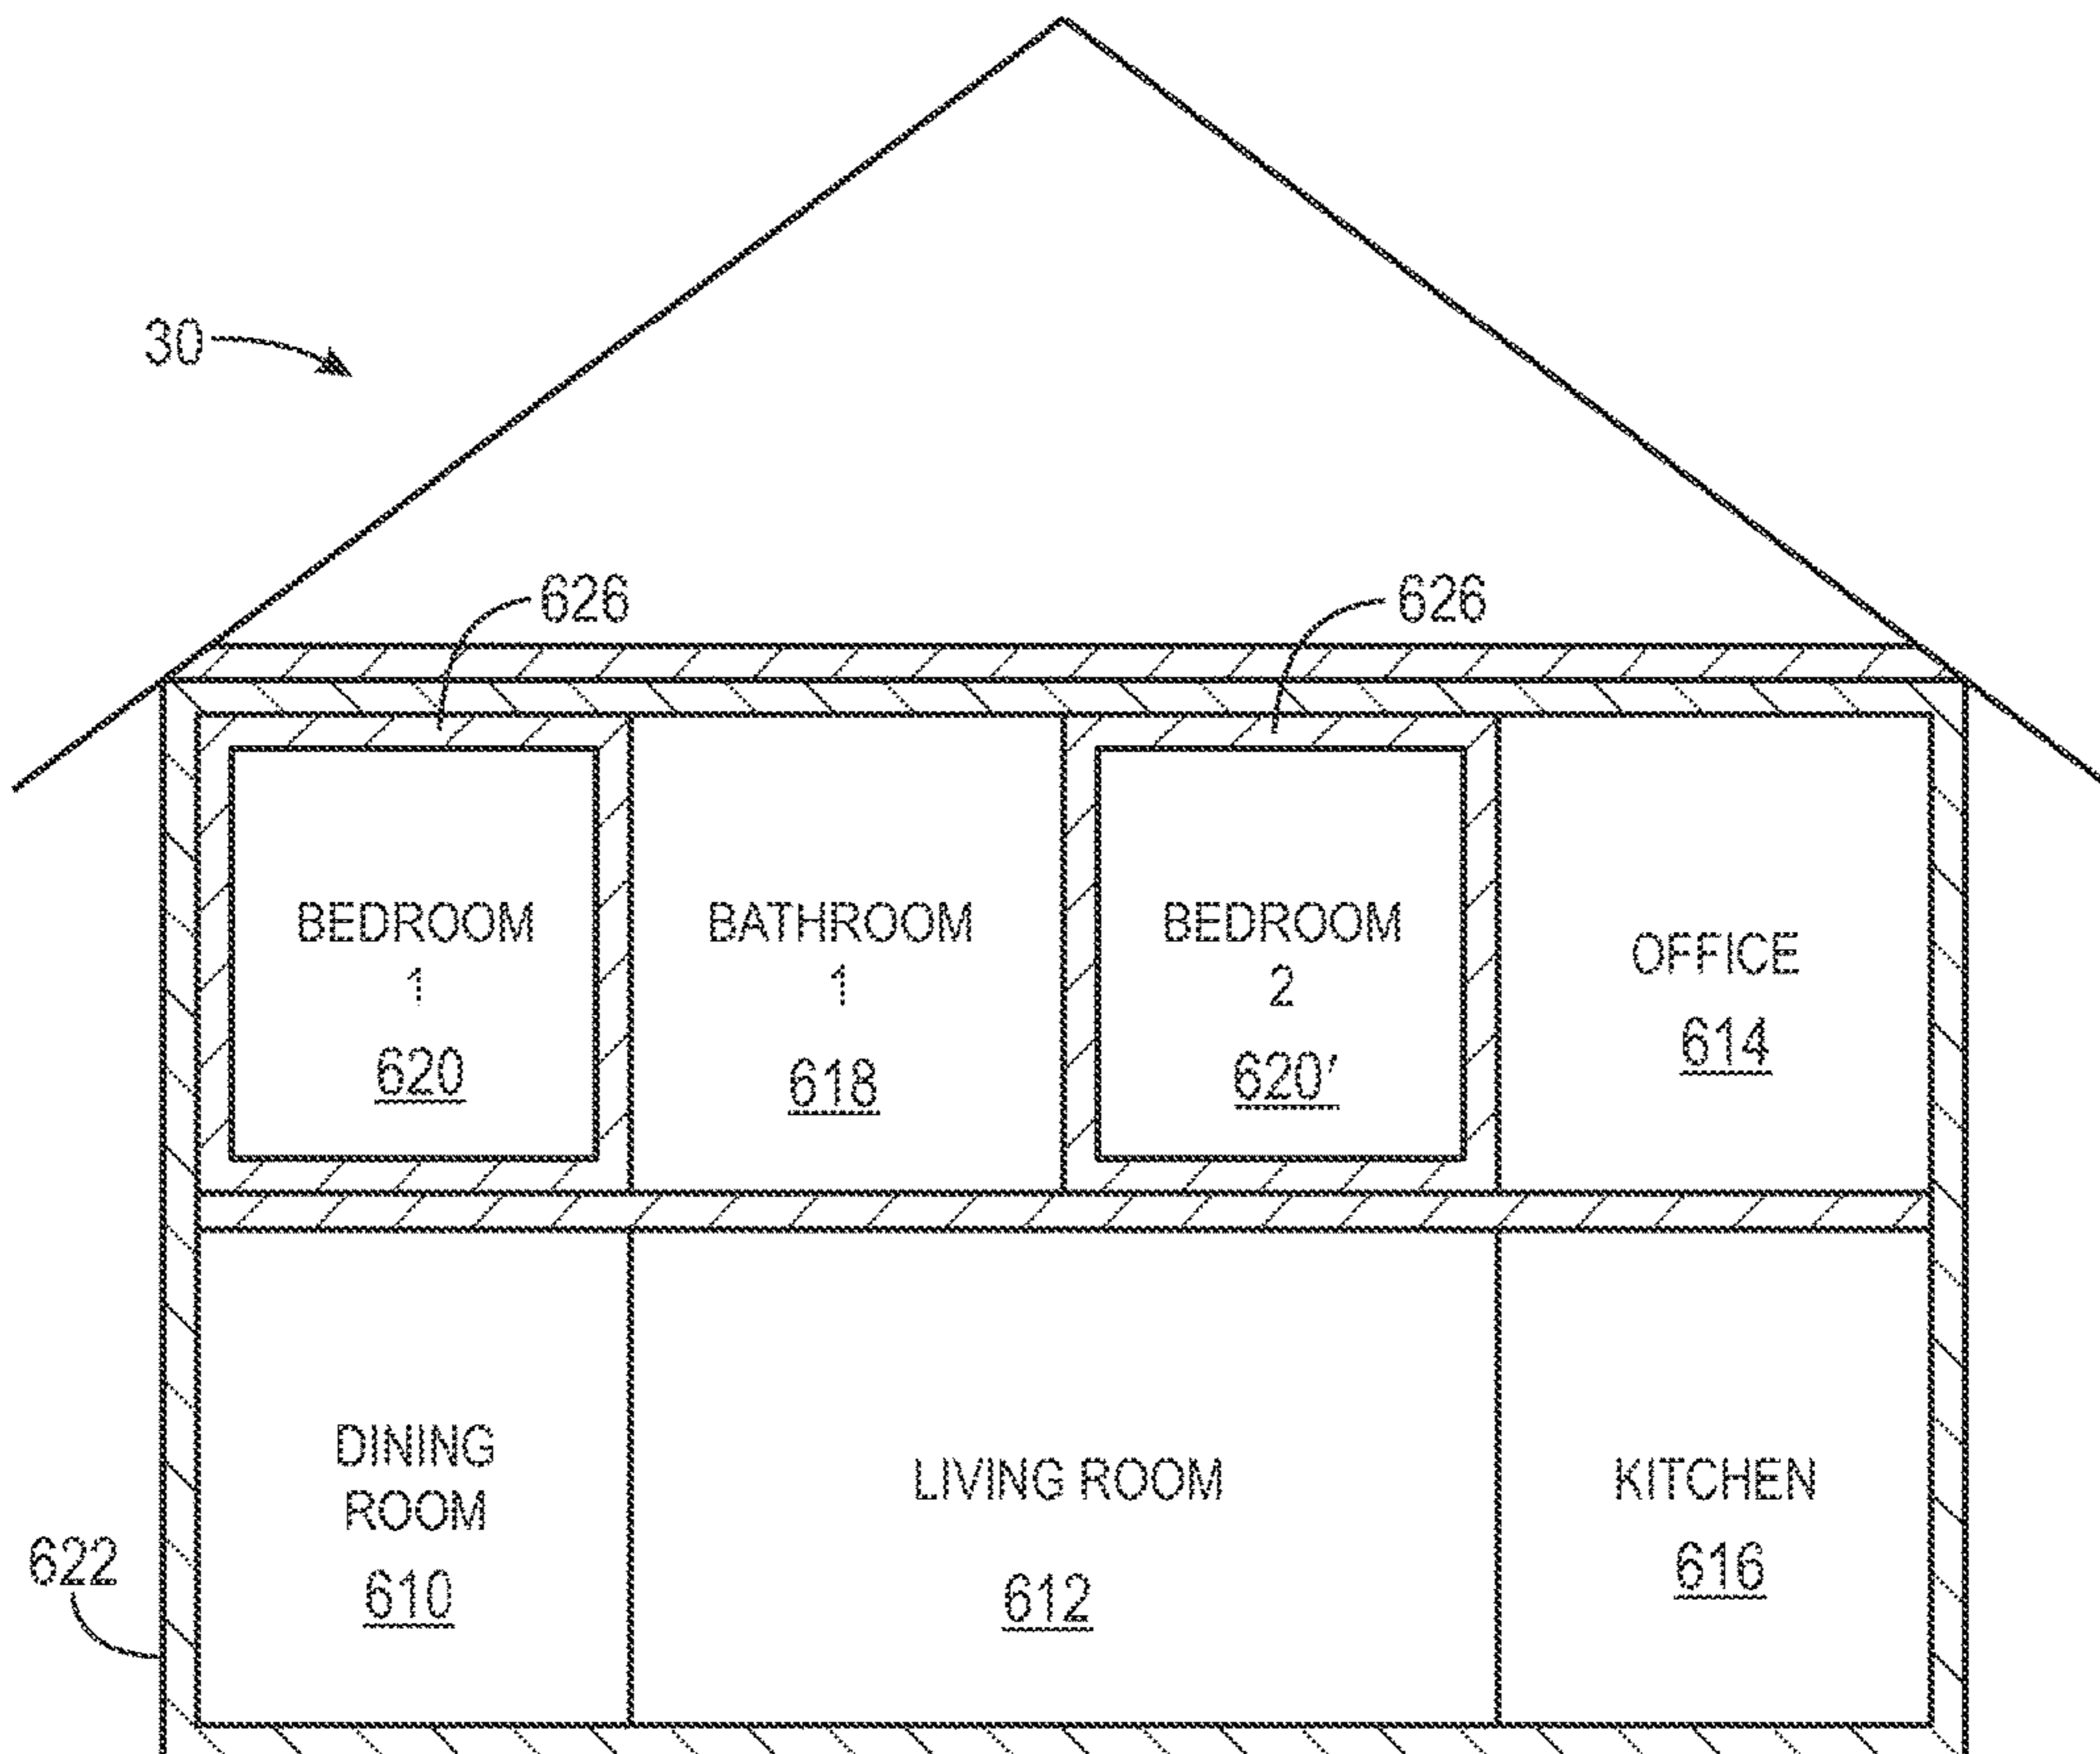 30
626
626
BEDROOM
1
620
BATHROOM
1
618
BEDROOM
2
620'
OFFICE
614
DINING
ROOM
610
LIVING ROOM
612
KITCHEN
616
622